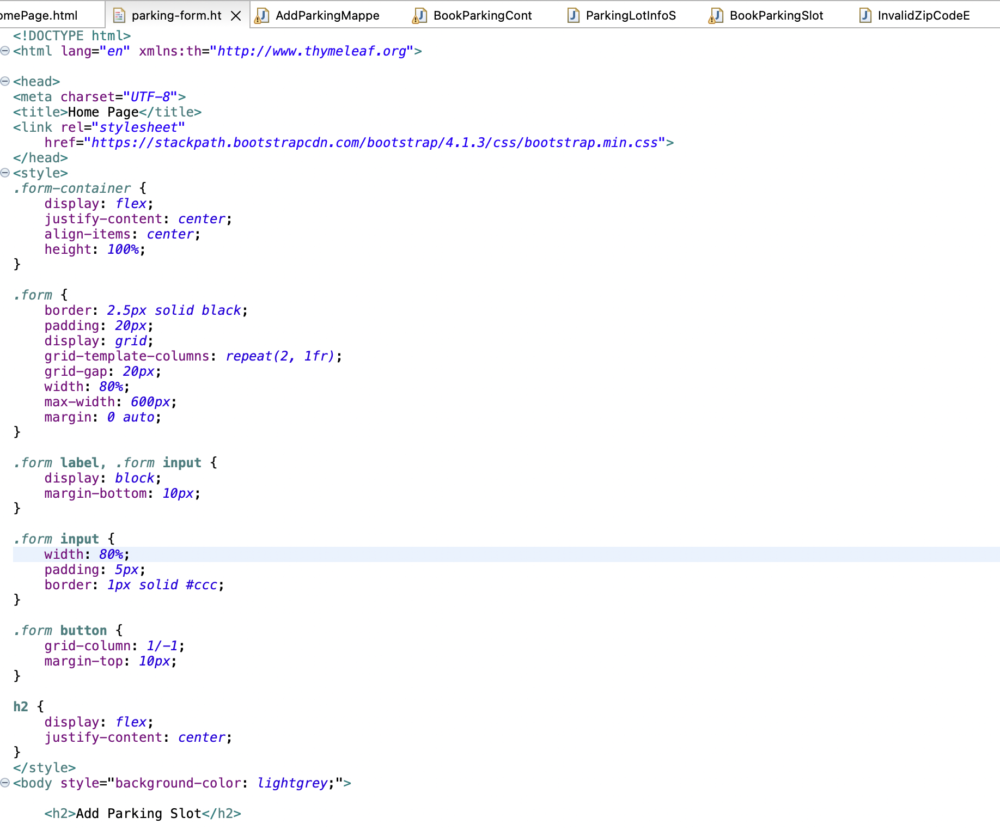 omePage.html parking-form.ht AddParkingMappe BookParkingCont ParkingLotInfoS BookParkingSlot InvalidZipCodeE
<!DOCTYPE html>
<html lang="en" xmlns:th="http://www.thymeleaf.org">

<head>
<meta charset="UTF-8">
<title>Home Page</title>
<link rel="stylesheet"
    href="https://stackpath.bootstrapcdn.com/bootstrap/4.1.3/css/bootstrap.min.css">
</head>
<style>
.form-container {
    display: flex;
    justify-content: center;
    align-items: center;
    height: 100%;
}

.form {
    border: 2.5px solid black;
    padding: 20px;
    display: grid;
    grid-template-columns: repeat(2, 1fr);
    grid-gap: 20px;
    width: 80%;
    max-width: 600px;
    margin: 0 auto;
}

.form label, .form input {
    display: block;
    margin-bottom: 10px;
}

.form input {
    width: 80%;
    padding: 5px;
    border: 1px solid #ccc;
}

.form button {
    grid-column: 1/-1;
    margin-top: 10px;
}

h2 {
    display: flex;
    justify-content: center;
}
</style>
<body style="background-color: lightgrey;">

    <h2>Add Parking Slot</h2>